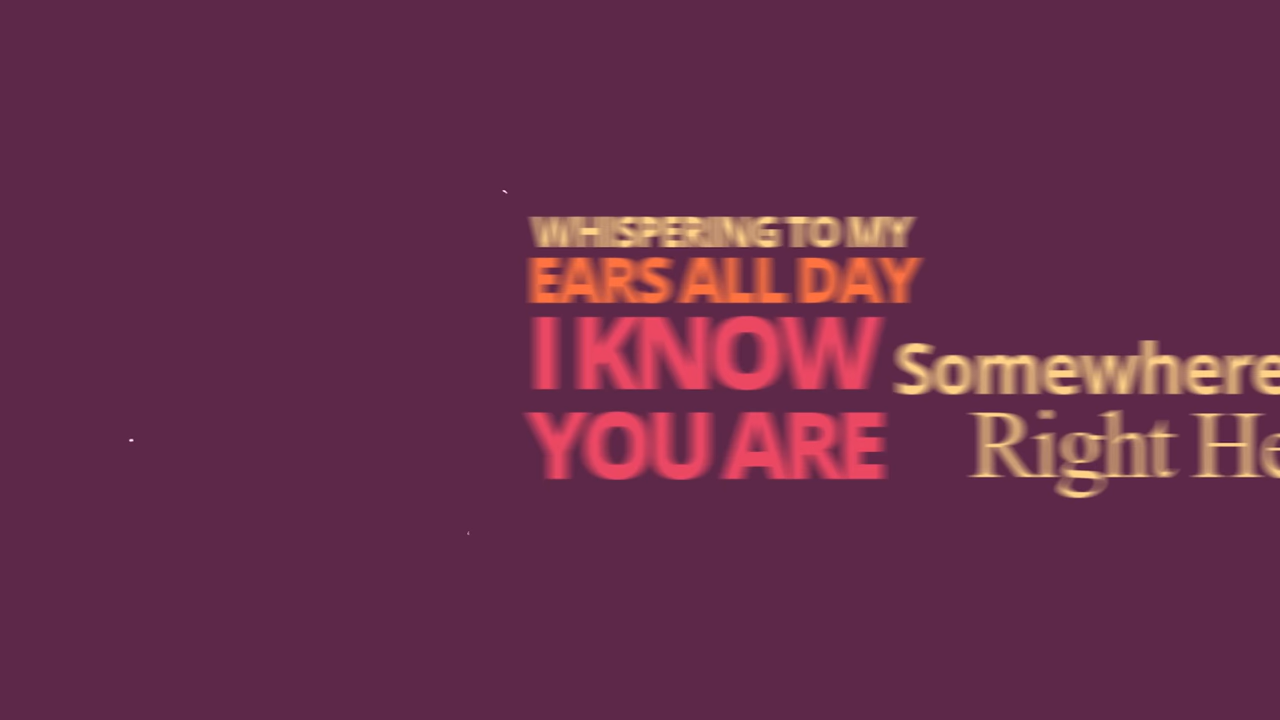 WHISPERING TO MY
EARS ALL DAY
I KNOW
YOU ARE
Somewhere
Right